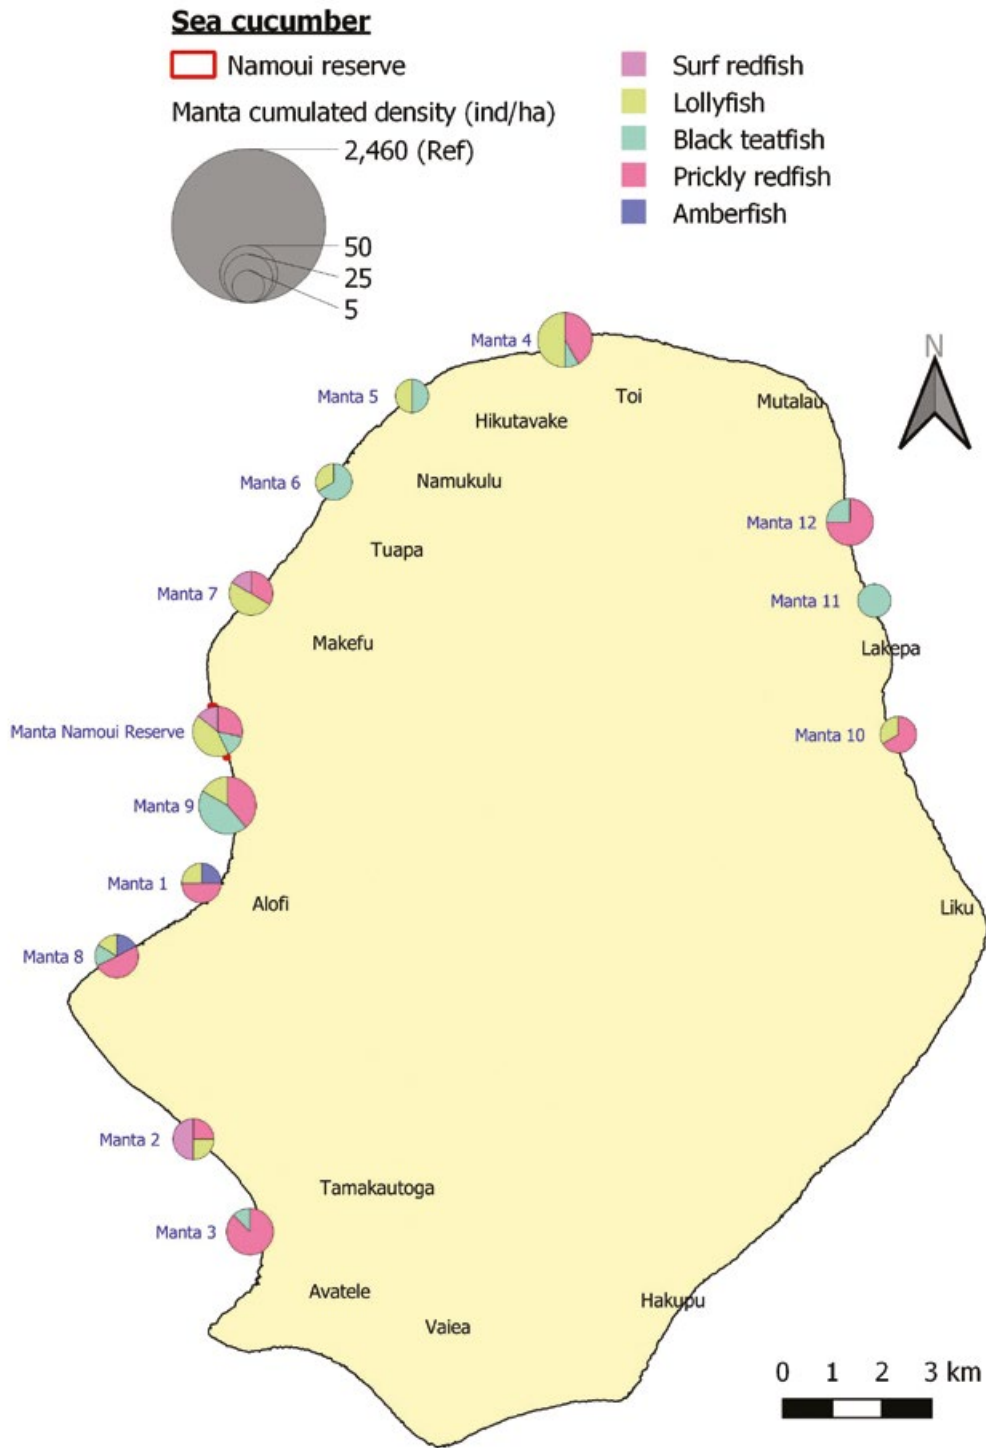 Sea cucumber
Namoui reserve
Manta cumulated density (ind/ha)
2,460 (Ref)
50
25
5
Surf redfish
Lollyfish
Black teatfish
Prickly redfish
Amberfish
N
Manta 4
Manta 5
Toi
Mutalau
Hikutavake
Manta 6
Namukulu
Manta 12
Tuapa
Manta 7
Manta 11
Makefu
Lakepa
Manta Namoui Reserve
Manta 10
Manta 9
Manta 1
Alofi
Liku
Manta 8
Manta 2
Tamakautoga
Manta 3
Avatele
Hakupu
Vaiea
0 1 2 3 km